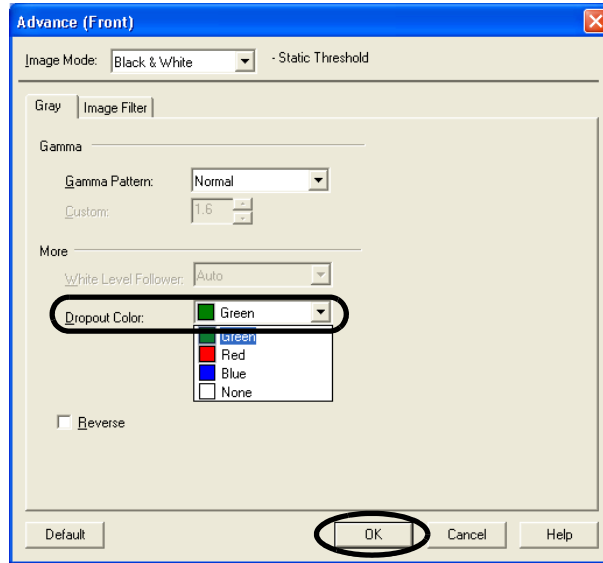 Advance (Front)
Image Mode: Black & White - Static Threshold
Gray Image Filter
Gamma
Gamma Pattern: Normal
Custom: 1.6
More
White Level Follower: Auto
Dropout Color: Green
Green
Red
Blue
None
Reverse
Default OK Cancel Help